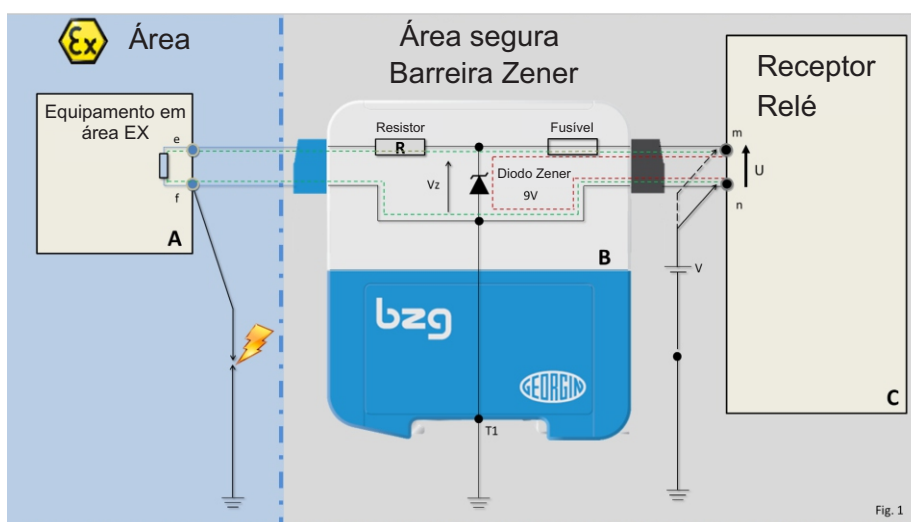 Ex
Área
Área segura
Barreira Zener
Receptor
Relé
Equipamento em
área EX
e
f
A
Resistor
R
Fusível
Vz
Diodo Zener
9V
B
m
U
n
V
bzg
GEORGIN
T1
C
Fig. 1